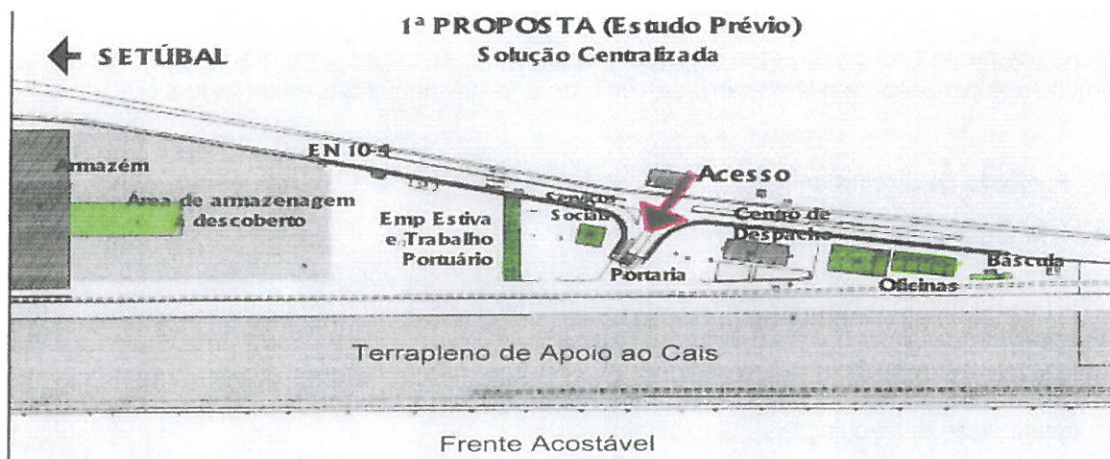 1ª PROPOSTA (Estudo Prévio)
Solução Centralizada
SETÚBAL
EN 10-4
Armazém
Área de armazenagem
descoberto
Emp Estiva
e Trabalho
Portuário
Serviços
Sociais
Acesso
Portaria
Centro de
Despacho
Oficinas
Báscula
Terrapleno de Apoio ao Cais
Frente Acostável